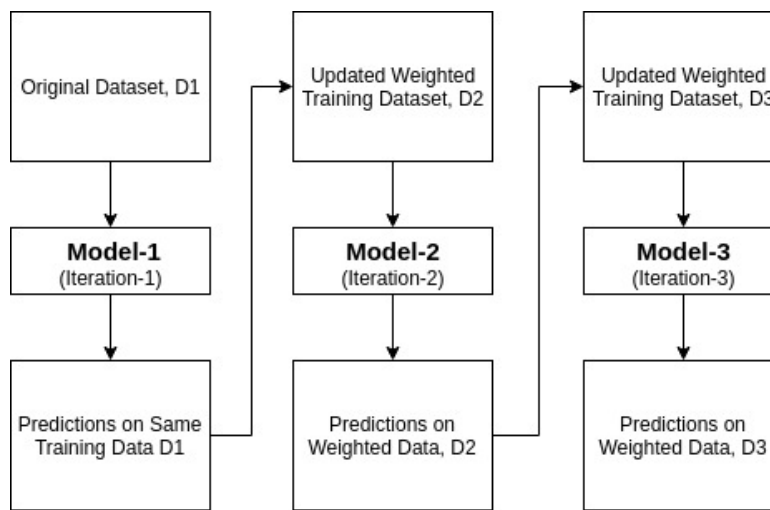 Original Dataset, D1
Model-1
(Iteration-1)
Predictions on Same
Training Data D1
Updated Weighted
Training Dataset, D2
Model-2
(Iteration-2)
Predictions on
Weighted Data, D2
Updated Weighted
Training Dataset, D3
Model-3
(Iteration-3)
Predictions on
Weighted Data, D3